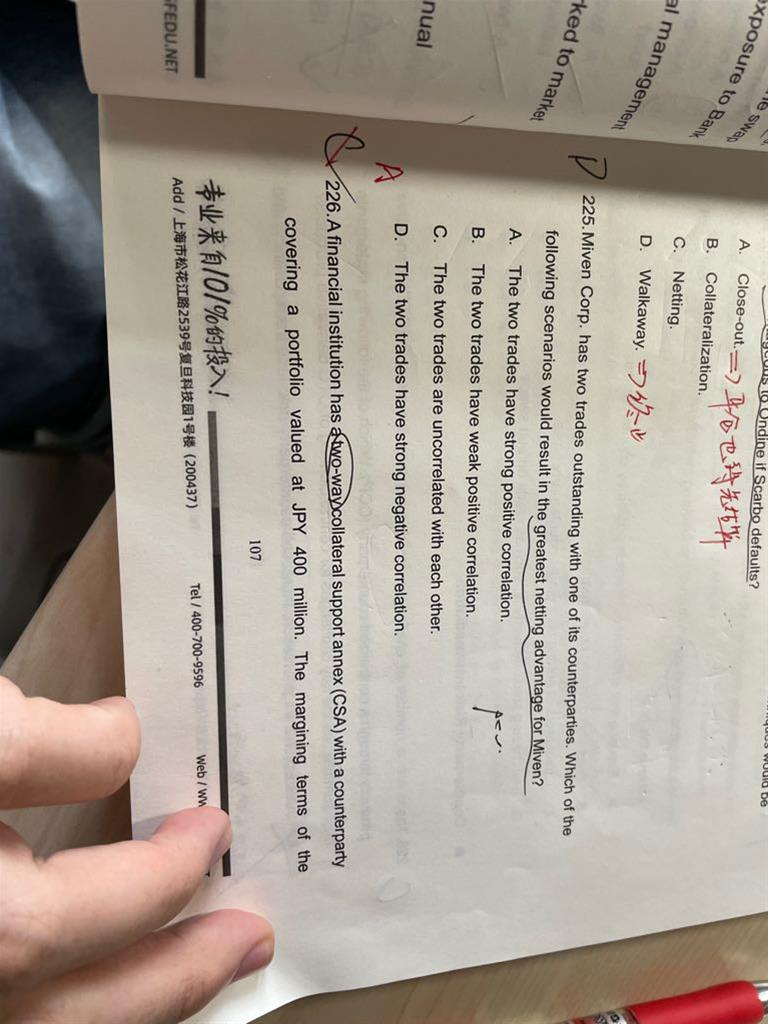 exposure to Bank
al management
ked to market
nual
FEDU.NET
to Ondine if Scarbo defaults?
A. Close-out. ⇒
B. Collateralization.
C. Netting.
D. Walkaway. ⇒ 终止
D
225.Miven Corp. has two trades outstanding with one of its counterparties. Which of the
following scenarios would result in the greatest netting advantage for Miven?
A. The two trades have strong positive correlation.
B. The two trades have weak positive correlation.
C. The two trades are uncorrelated with each other.
D. The two trades have strong negative correlation.
A
C
226.A financial institution has a two-way collateral support annex (CSA) with a counterparty
covering a portfolio valued at JPY 400 million. The margining terms of the
107
专业来自101%的投入!
Add / 上海市松花江路2539号复旦科技园1号楼 (200437)
Tel / 400-700-9596
Web /